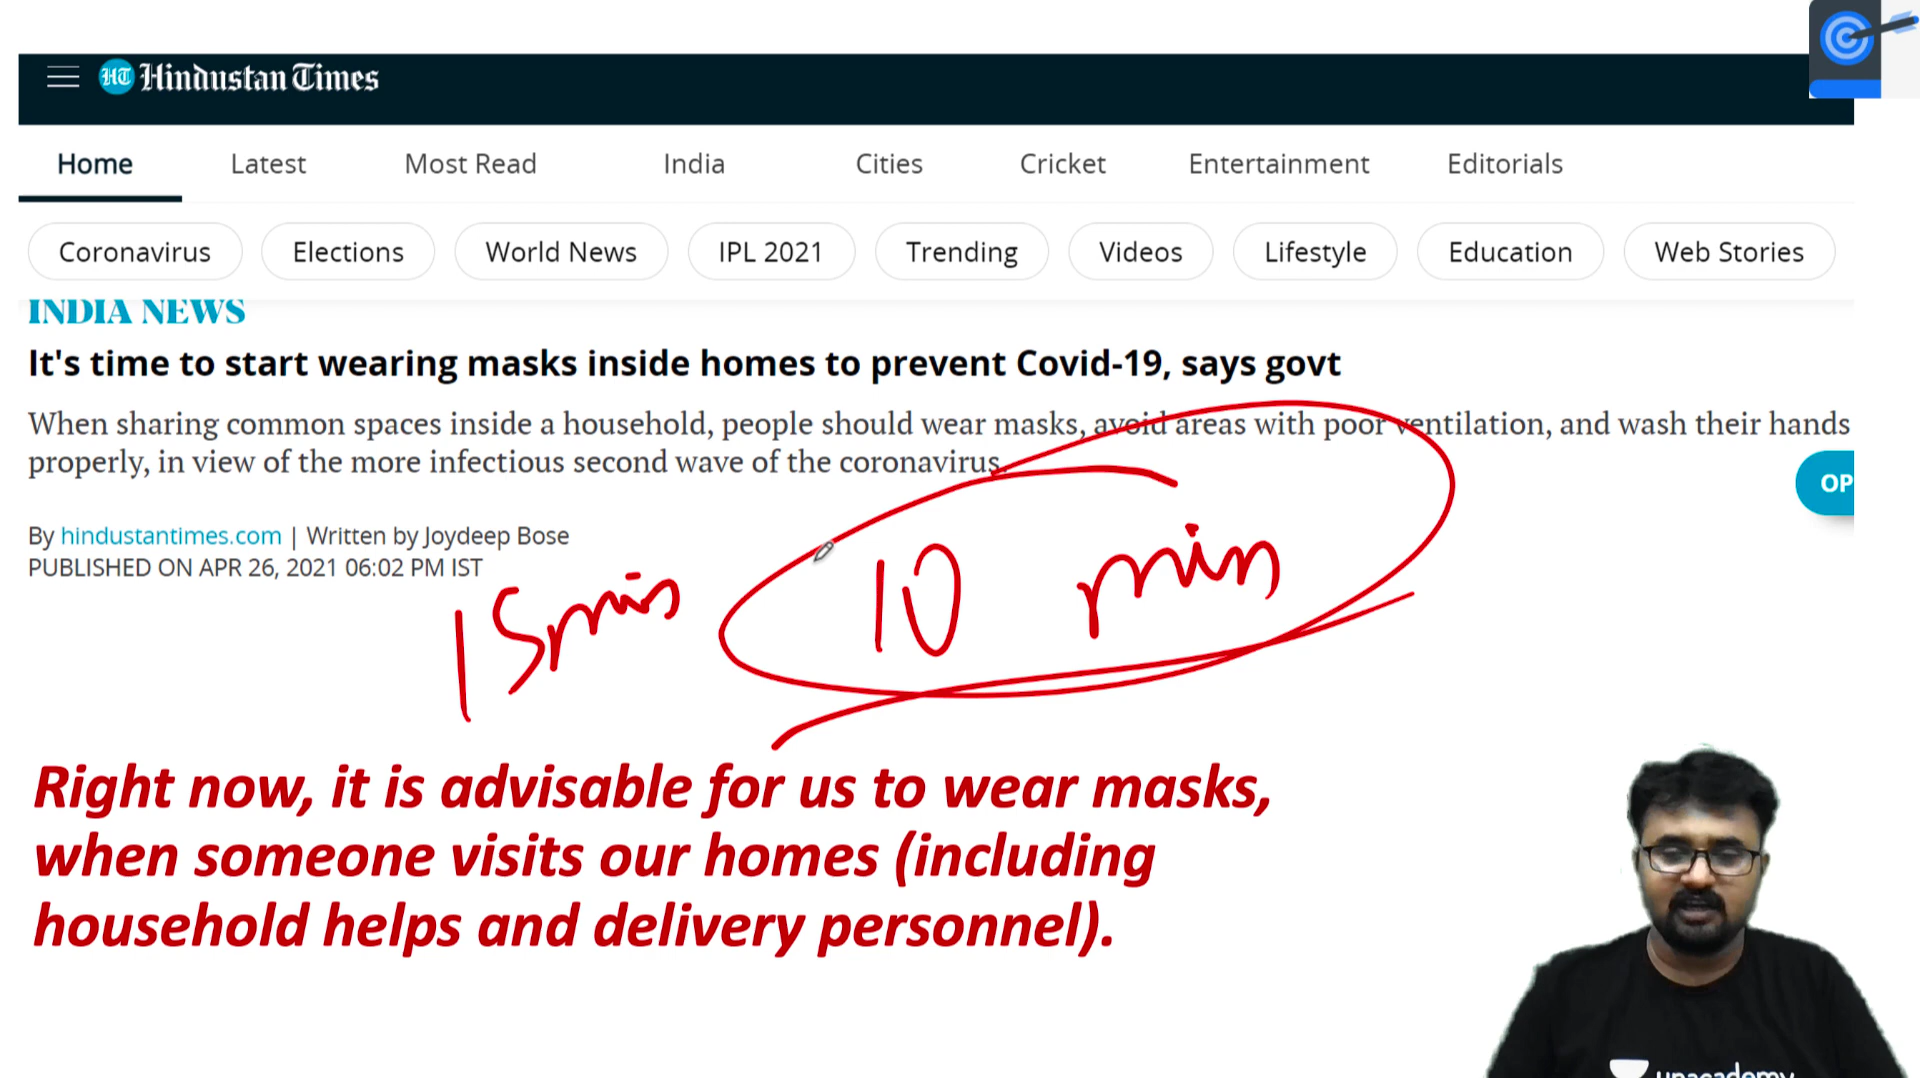 HT Hindustan Times
Home Latest Most Read India Cities Cricket Entertainment Editorials
Coronavirus Elections World News IPL 2021 Trending Videos Lifestyle Education Web Stories
INDIA NEWS
It's time to start wearing masks inside homes to prevent Covid-19, says govt
When sharing common spaces inside a household, people should wear masks, avoid areas with poor ventilation, and wash their hands
properly, in view of the more infectious second wave of the coronavirus.
OP
By hindustantimes.com | Written by Joydeep Bose
PUBLISHED ON APR 26, 2021 06:02 PM IST
15 min 10 min
Right now, it is advisable for us to wear masks,
when someone visits our homes (including
household helps and delivery personnel).
unacademy